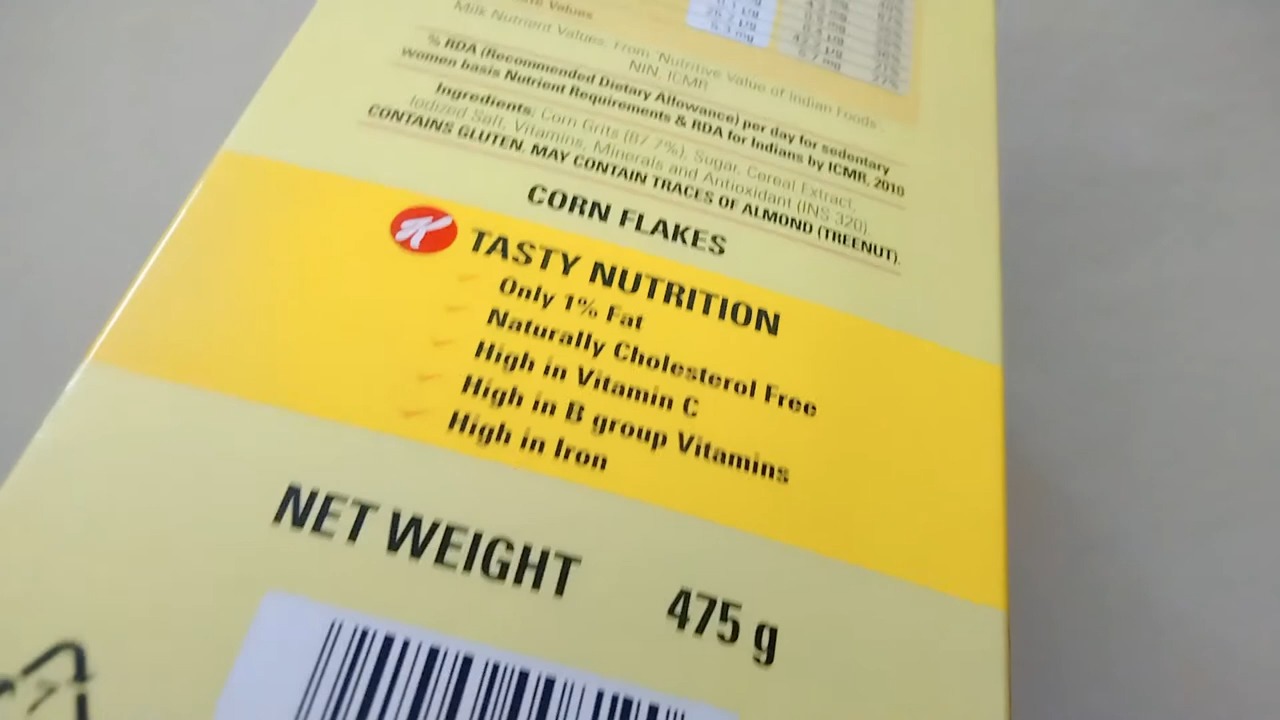 Values
Milk Nutrient Values, From 'Nutritive Value of Indian Foods',
NIN, ICMR
% RDA (Recommended Dietary Allowance) per day for sedentary
women basis Nutrient Requirements & RDA for Indians by ICMR, 2010
Ingredients: Corn Grits (87.7%), Sugar, Cereal Extract,
Iodized Salt, Vitamins, Minerals and Antioxidant (INS 320).
CONTAINS GLUTEN. MAY CONTAIN TRACES OF ALMOND (TREENUT).
CORN FLAKES
K TASTY NUTRITION
Only 1% Fat
Naturally Cholesterol Free
High in Vitamin C
High in B group Vitamins
High in Iron
NET WEIGHT 475 g